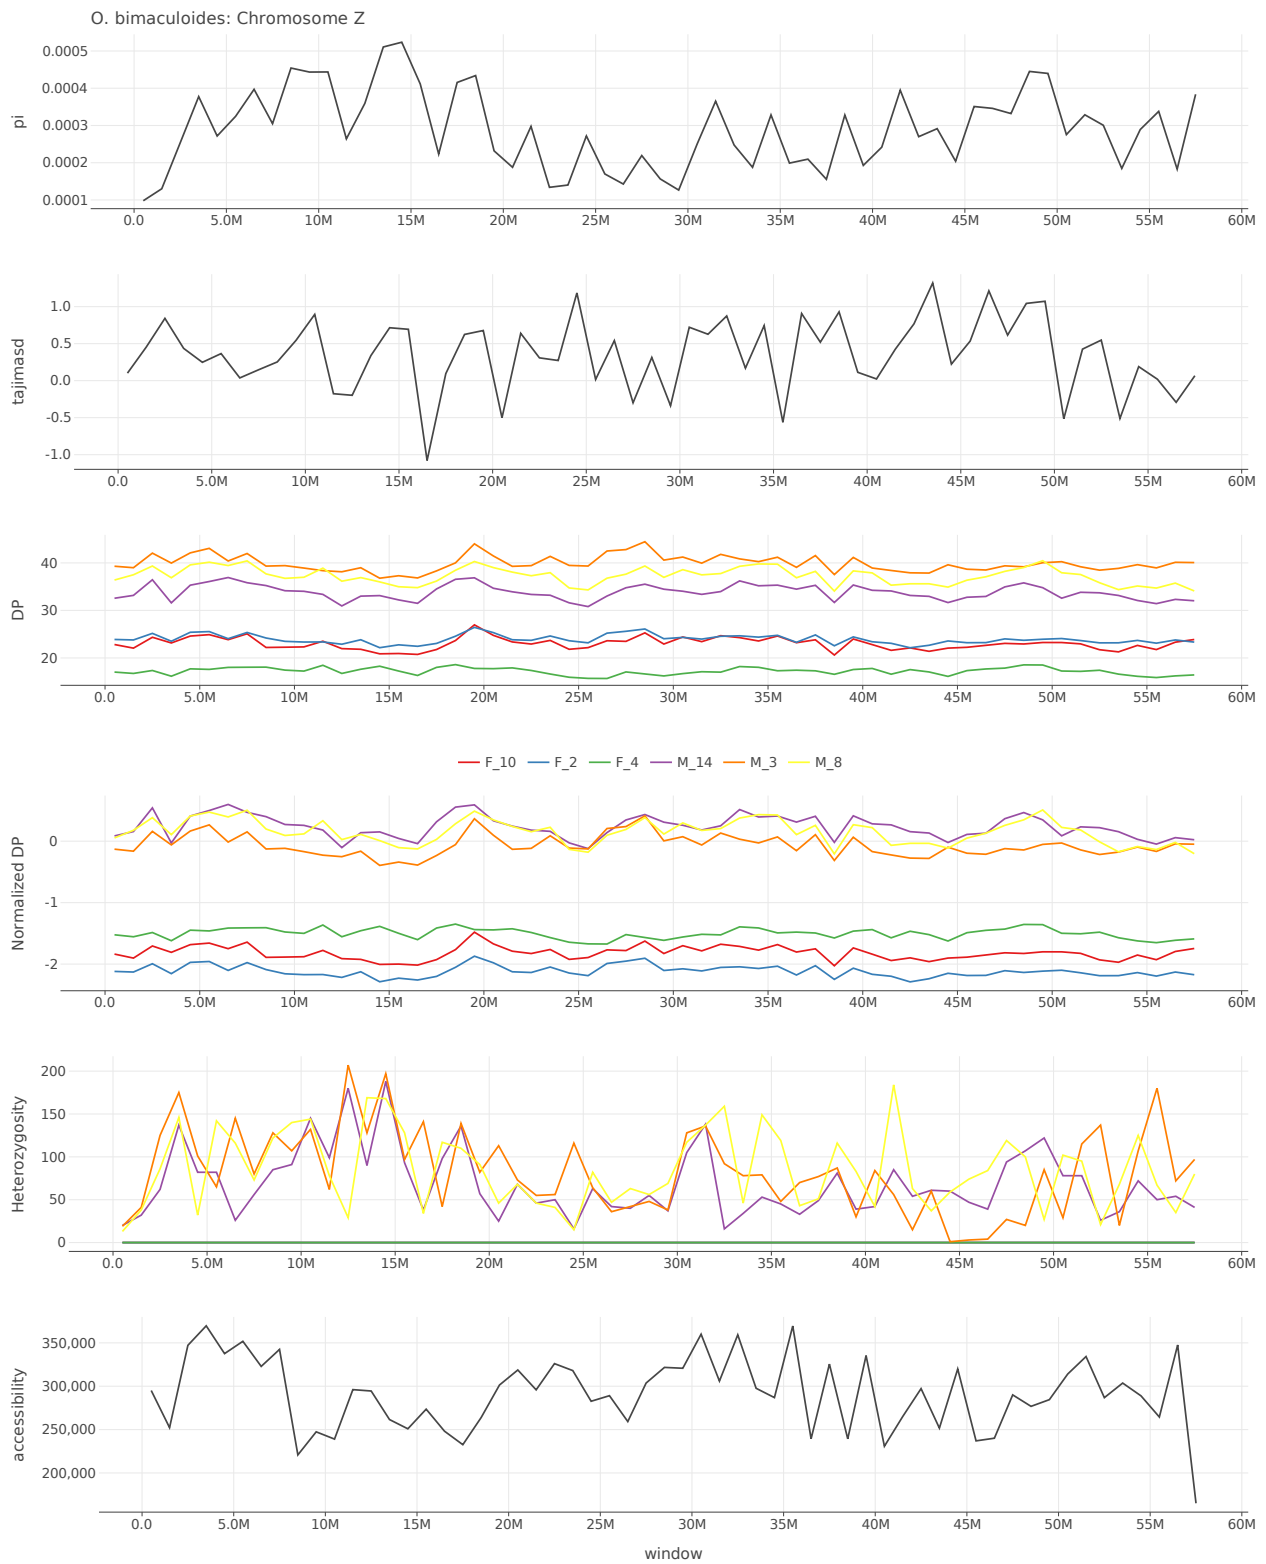 O. bimaculoides: Chromosome Z
pi
0.0005
0.0004
0.0003
0.0002
0.0001
0.0 5.0M 10M 15M 20M 25M 30M 35M 40M 45M 50M 55M 60M
tajimasd
1.0
0.5
0.0
-0.5
-1.0
0.0 5.0M 10M 15M 20M 25M 30M 35M 40M 45M 50M 55M 60M
DP
40
30
20
0.0 5.0M 10M 15M 20M 25M 30M 35M 40M 45M 50M 55M 60M
F_10 F_2 F_4 M_14 M_3 M_8
Normalized DP
0
-1
-2
0.0 5.0M 10M 15M 20M 25M 30M 35M 40M 45M 50M 55M 60M
Heterozygosity
200
150
100
50
0
0.0 5.0M 10M 15M 20M 25M 30M 35M 40M 45M 50M 55M 60M
accessibility
350,000
300,000
250,000
200,000
0.0 5.0M 10M 15M 20M 25M 30M 35M 40M 45M 50M 55M 60M
window